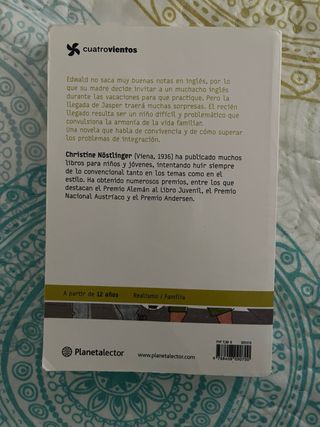 cuatrovientos
Edwald no saca muy buenas notas en inglés, por lo
que su madre decide invitar a un muchacho inglés
durante las vacaciones para que practique. Pero la
llegada de Jasper traerá muchas sorpresas. El recién
llegado resulta ser un niño difícil y problemático que
convulsiona la armonía de la vida familiar.
Una novela que habla de convivencia y de cómo superar
los problemas de integración.
Christine Nöstlinger (Viena, 1936) ha publicado muchos
libros para niños y jóvenes, intentando huir siempre
de lo convencional tanto en los temas como en el
estilo. Ha obtenido numerosos premios, entre los que
destacan el Premio Alemán al Libro Juvenil, el Premio
Nacional Austríaco y el Premio Andersen.
A partir de 12 años Realismo / Familia
Planetalector www.planetalector.com